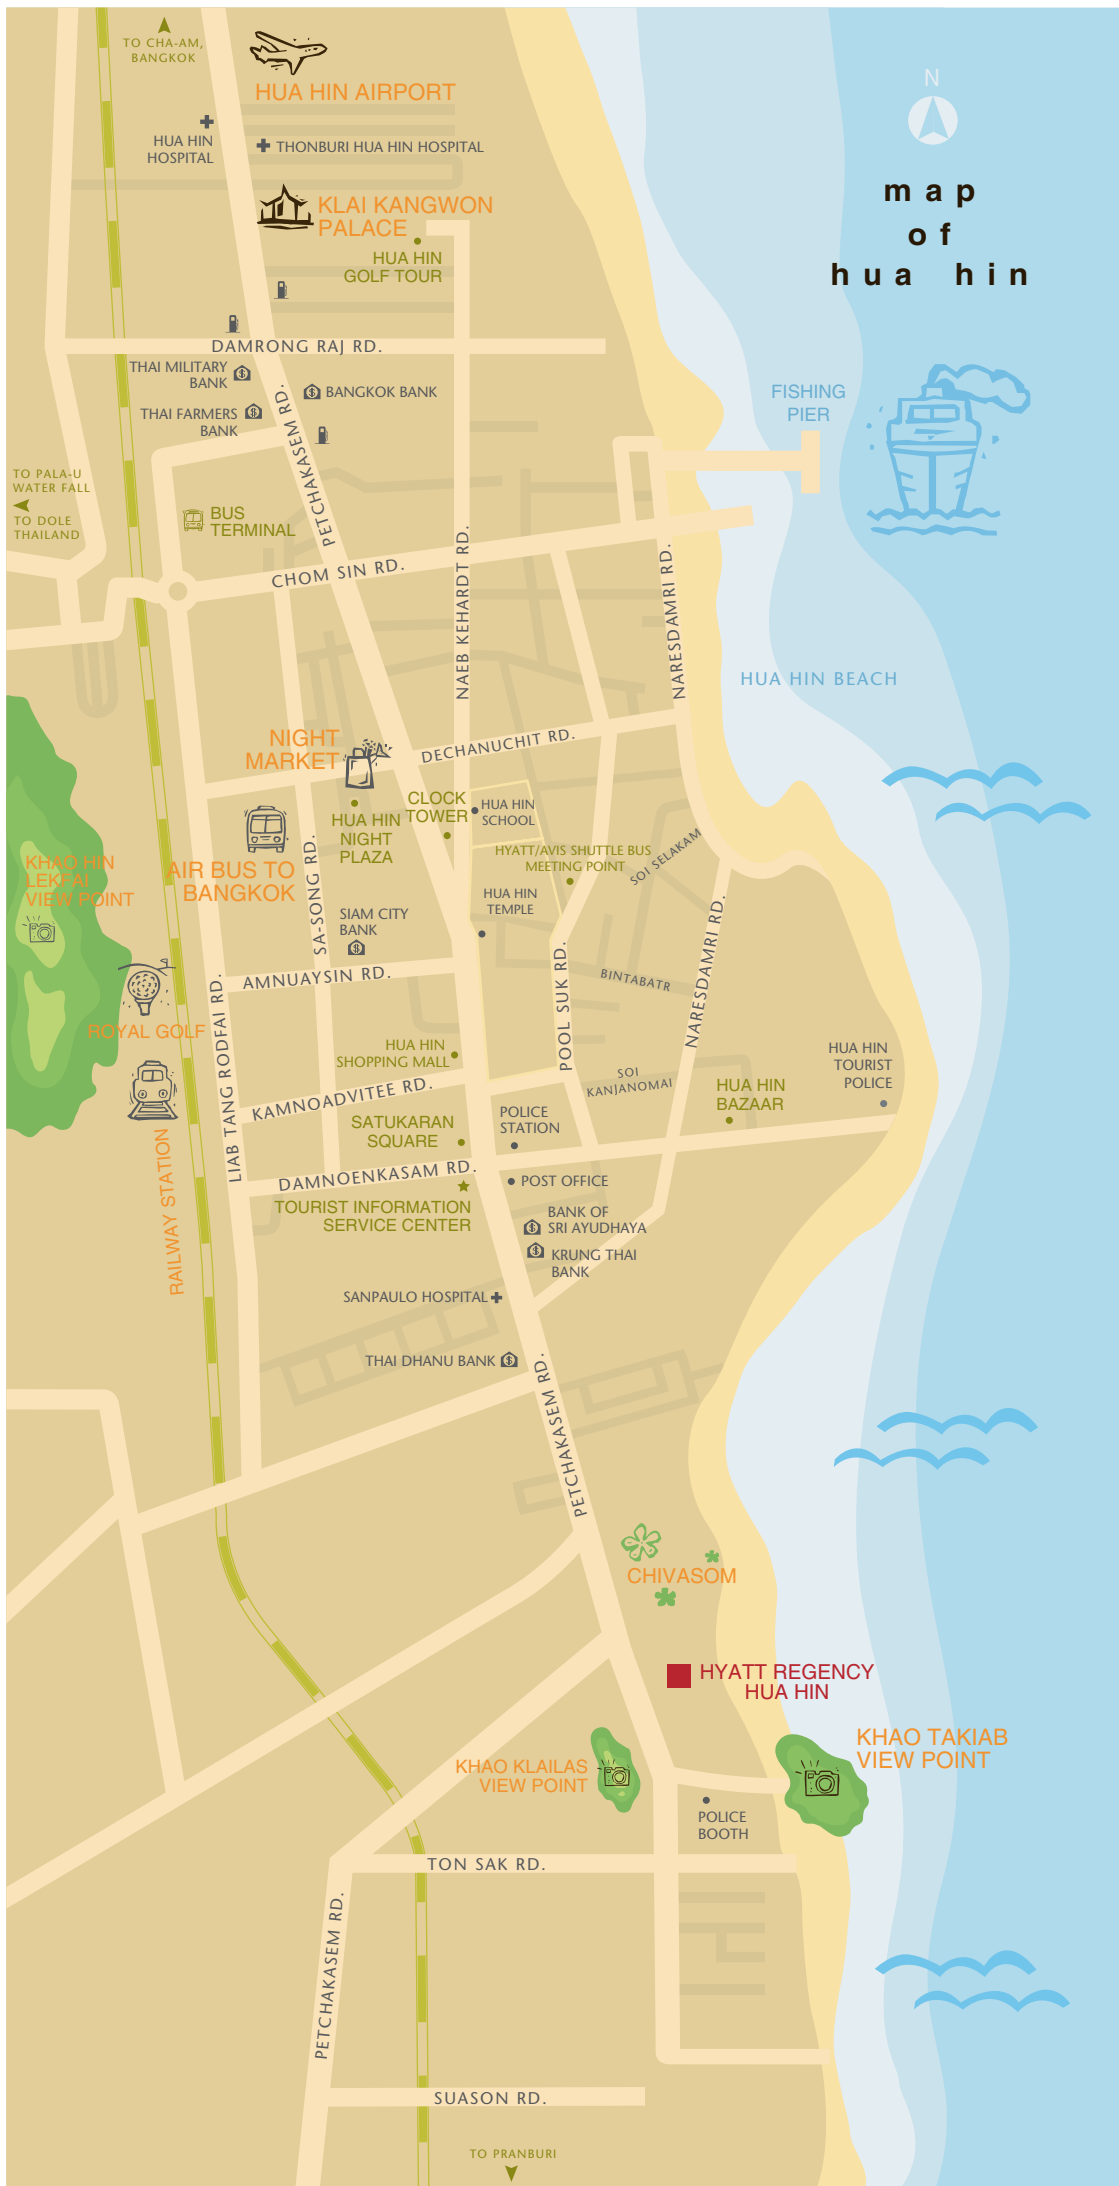 TO CHA-AM,
BANGKOK
HUA HIN AIRPORT
N
map
of
hua hin
HUA HIN
HOSPITAL
THONBURI HUA HIN HOSPITAL
KLAI KANGWON
PALACE
HUA HIN
GOLF TOUR
DAMRONG RAJ RD.
THAI MILITARY
BANK
BANGKOK BANK
THAI FARMERS
BANK
PETCHAKASEM RD.
FISHING
PIER
TO PALA-U
WATER FALL
TO DOLE
THAILAND
BUS
TERMINAL
CHOM SIN RD.
NAEB KEHARDT RD.
NARESDAMRI RD.
HUA HIN BEACH
NIGHT
MARKET
DECHANUCHIT RD.
CLOCK
TOWER
HUA HIN
SCHOOL
HUA HIN
NIGHT
PLAZA
HYATT/AVIS SHUTTLE BUS
MEETING POINT
SOI SELAKAM
KHAO HIN
LEKFAI
VIEW POINT
AIR BUS TO
BANGKOK
SA-SONG RD.
SIAM CITY
BANK
HUA HIN
TEMPLE
AMNUAYSIN RD.
POOL SUK RD.
BINTABATR
NARESDAMRI RD.
ROYAL GOLF
LIAB TANG RODFAI RD.
HUA HIN
SHOPPING MALL
KAMNOADVITEE RD.
SOI
KANJANOMAI
HUA HIN
BAZAAR
HUA HIN
TOURIST
POLICE
SATUKARAN
SQUARE
POLICE
STATION
RAILWAY STATION
DAMNOENKASAM RD.
POST OFFICE
TOURIST INFORMATION
SERVICE CENTER
BANK OF
SRI AYUDHAYA
KRUNG THAI
BANK
SANPAULO HOSPITAL
THAI DHANU BANK
PETCHAKASEM RD.
CHIVASOM
HYATT REGENCY
HUA HIN
KHAO KLAILAS
VIEW POINT
KHAO TAKIAB
VIEW POINT
POLICE
BOOTH
TON SAK RD.
PETCHAKASEM RD.
SUASON RD.
TO PRANBURI